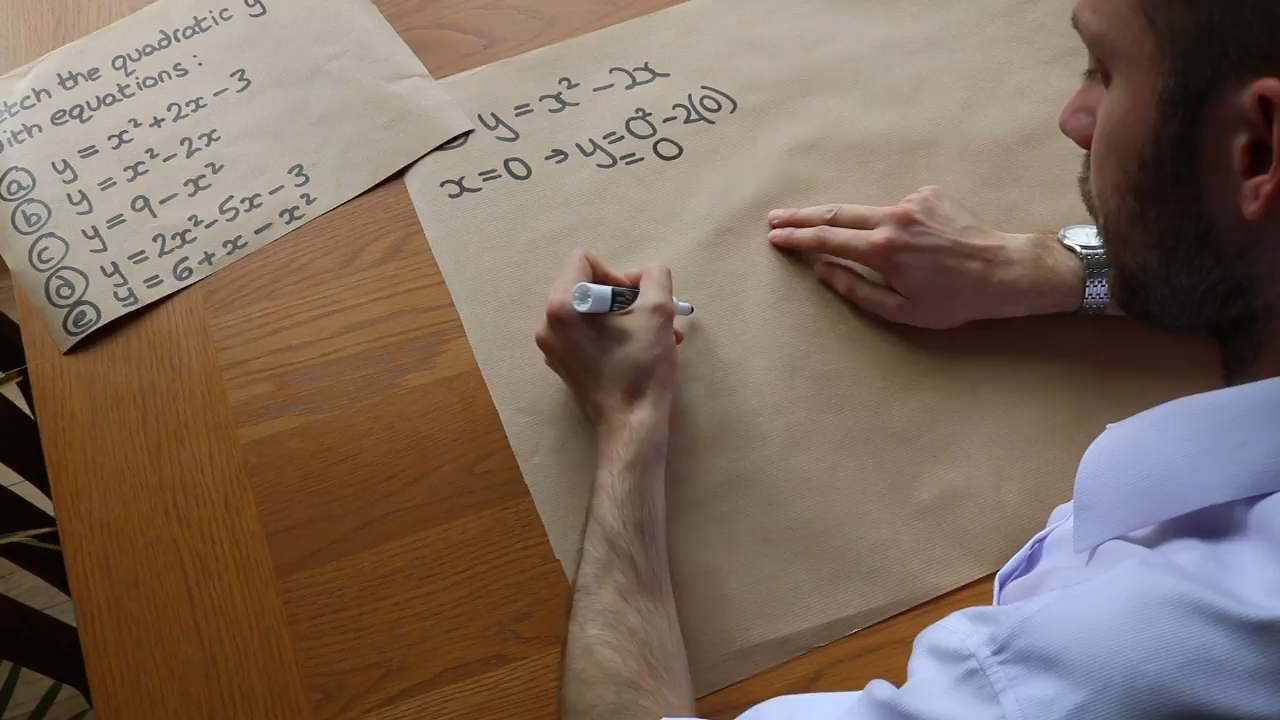 etch the quadratic g
ith equations:
(a) y = x² + 2x - 3
(b) y = x² - 2x
(c) y = 9 - x²
(d) y = 2x² - 5x - 3
(e) y = 6 + x - x²
y = x² - 2x
x = 0 → y = 0² - 2(0)
= 0